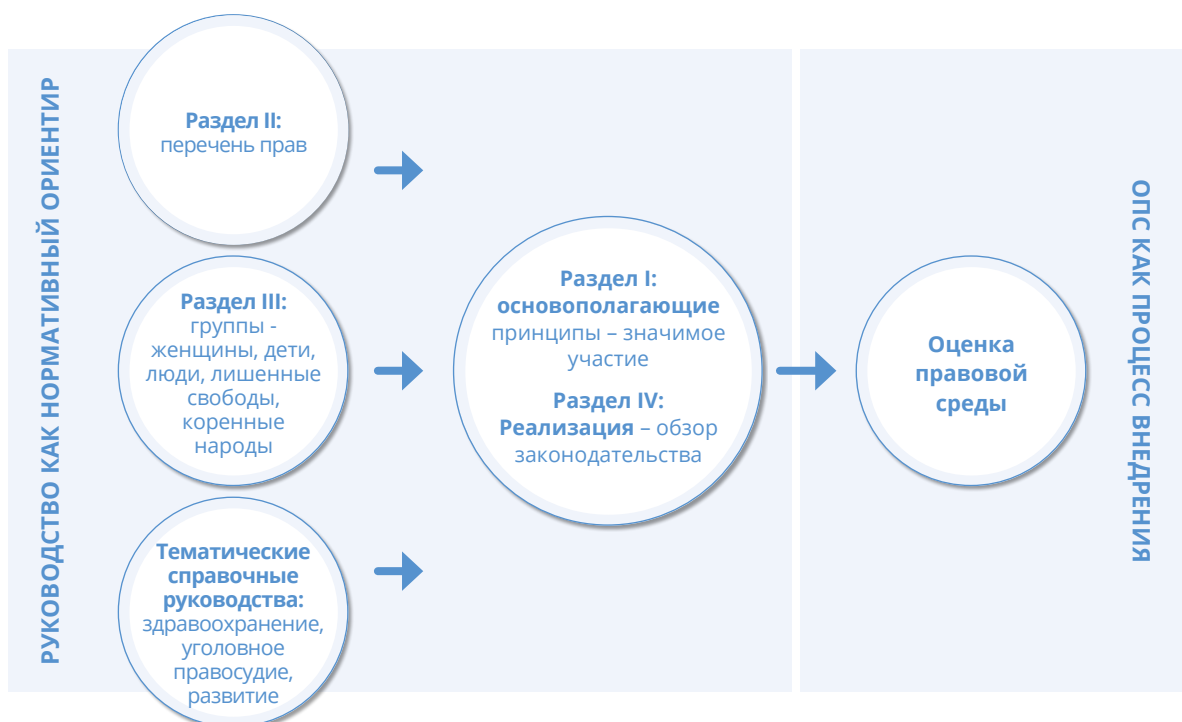 РУКОВОДСТВО КАК НОРМАТИВНЫЙ ОРИЕНТИР
Раздел II:
перечень прав
Раздел III:
группы -
женщины, дети,
люди, лишенные
свободы,
коренные
народы
Тематические
справочные
руководства:
здравоохранение,
уголовное
правосудие,
развитие
Раздел I:
основополагающие
принципы – значимое
участие
Раздел IV:
Реализация – обзор
законодательства
Оценка
правовой
среды
ОПС КАК ПРОЦЕСС ВНЕДРЕНИЯ